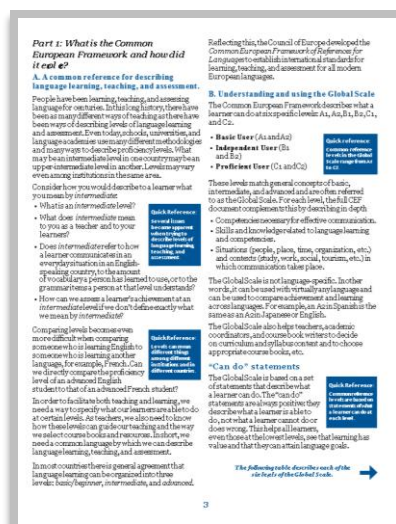 Part 1: What is the Common
European Framework and how did
it evolve?
A. A common reference for describing
language learning, teaching, and assessment.
People have been learning, teaching, and assessing
language for centuries. In this long history, there have
been as many different ways of teaching as there have
been ways of describing levels of language learning
and assessment. Even today, schools, universities, and
language academies use many different methodologies
and many ways to describe proficiency levels. What
may be an intermediate level in one country may be an
upper-intermediate level in another. Levels may vary
even among institutions in the same area.
Consider how you would describe to a learner what
you mean by intermediate:
• What is an intermediate level?
• What does intermediate mean
to you as a teacher and to your
learners?
• Does intermediate refer to how
a learner communicates in an
everyday situation in an English-
speaking country, to the amount
of vocabulary a person has learned to use, or to the
grammar items a person at that level understands?
• How can we assess a learner's achievement at an
intermediate level if we don't define exactly what
we mean by intermediate?
Quick Reference
Several issues
became apparent
when trying to
describe levels of
language learning,
teaching, and
assessment
Comparing levels becomes even
more difficult when comparing
someone who is learning English to
someone who is learning another
language, for example, French. Can
we directly compare the proficiency
level of an advanced English
student to that of an advanced French student?
Quick Reference
Levels can mean
different things
among different
institutions and in
different countries
In order to facilitate both teaching and learning, we
need a way to specify what our learners are able to do
at certain levels. As teachers, we also need to know
how these levels can guide our teaching and the way
we select course books and resources. In short, we
need a common language by which we can describe
language learning, teaching, and assessment.
In most countries there is general agreement that
language learning can be organized into three
levels: basic/beginner, intermediate, and advanced.
Reflecting this, the Council of Europe developed the
Common European Framework of References for
Languages to establish international standards for
learning, teaching, and assessment for all modern
European languages.
B. Understanding and using the Global Scale
The Common European Framework describes what a
learner can do at six specific levels: A1, A2, B1, B2, C1,
and C2.
• Basic User (A1 and A2)
• Independent User (B1
and B2)
• Proficient User (C1 and C2)
Quick reference
Common reference
levels in the Global
Scale range from A1
to C2
These levels match general concepts of basic,
intermediate, and advanced and are often referred
to as the Global Scale. For each level, the full CEF
document complements this by describing in depth
• Competencies necessary for effective communication.
• Skills and knowledge related to language learning
and competencies.
• Situations (people, place, time, organization, etc.)
and contexts (study, work, social, tourism, etc.) in
which communication takes place.
The Global Scale is not language-specific. In other
words, it can be used with virtually any language and
can be used to compare achievement and learning
across languages. For example, an A2 in Spanish is the
same as an A2 in Japanese or English.
The Global Scale also helps teachers, academic
coordinators, and course book writers to decide
on curriculum and syllabus content and to choose
appropriate course books, etc.
"Can do" statements
The Global Scale is based on a set
of statements that describe what
a learner can do. The "can do"
statements are always positive: they
describe what a learner is able to
do, not what a learner cannot do or
does wrong. This helps all learners,
even those at the lowest levels, see that learning has
value and that they can attain language goals.
Quick Reference
Common reference
levels are based on
statements of what
a learner can do at
each level
The following table describes each of the
six levels of the Global Scale.
3